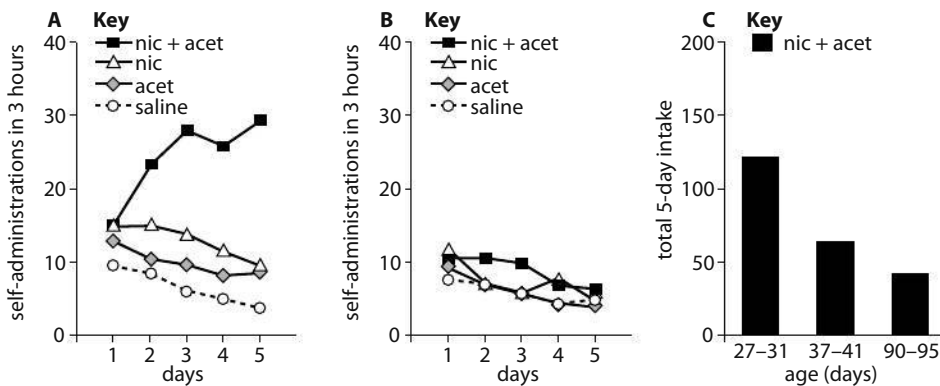 A Key
nic + acet
nic
acet
saline
self-administrations in 3 hours
40
30
20
10
0
1 2 3 4 5
days
B Key
nic + acet
nic
acet
saline
self-administrations in 3 hours
40
30
20
10
0
1 2 3 4 5
days
C Key
nic + acet
total 5-day intake
200
150
100
50
0
27–31 37–41 90–95
age (days)